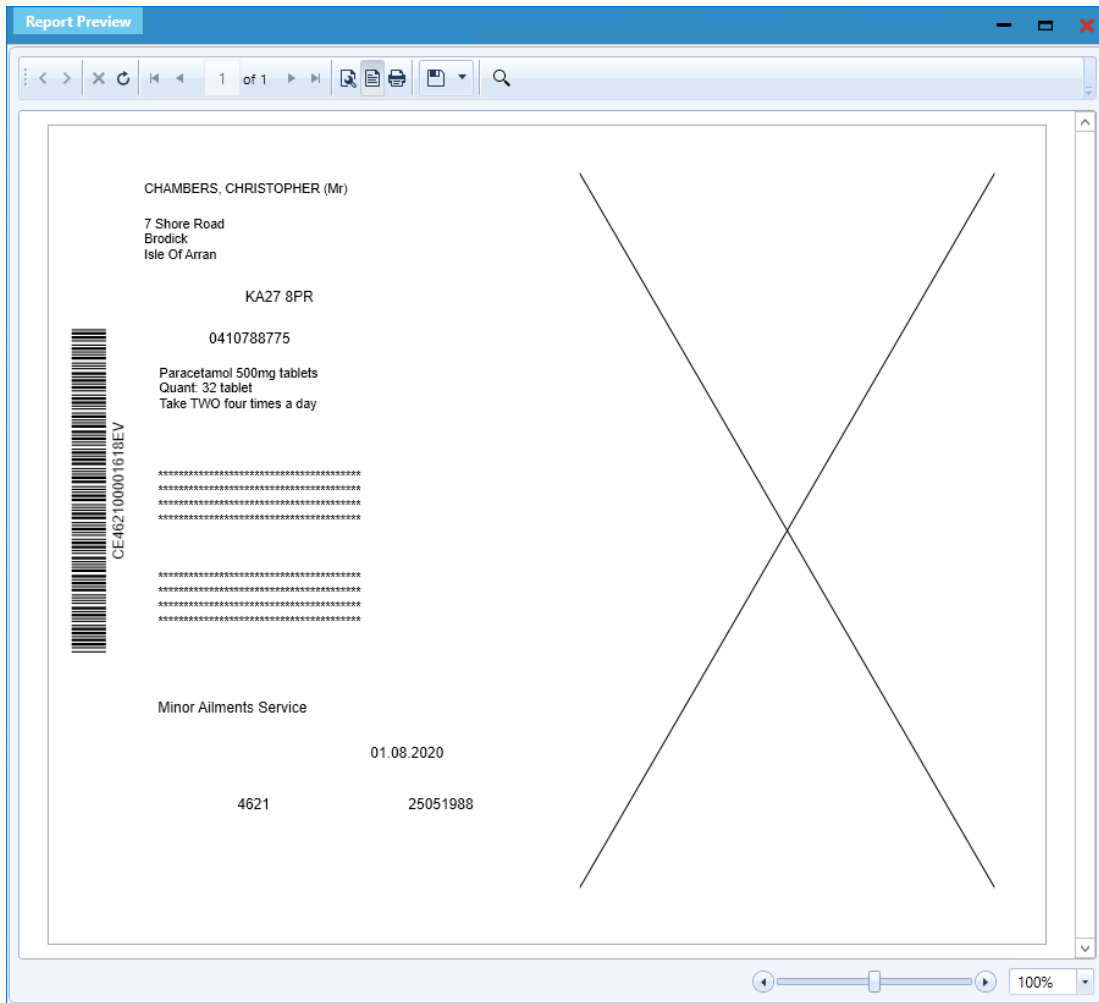 Report Preview
1 of 1
CHAMBERS, CHRISTOPHER (Mr)
7 Shore Road
Brodick
Isle Of Arran
KA27 8PR
0410788775
Paracetamol 500mg tablets
Quant: 32 tablet
Take TWO four times a day
CE462100001618EV
****************************************
****************************************
****************************************
****************************************
****************************************
****************************************
****************************************
****************************************
Minor Ailments Service
01.08.2020
4621 25051988
100%